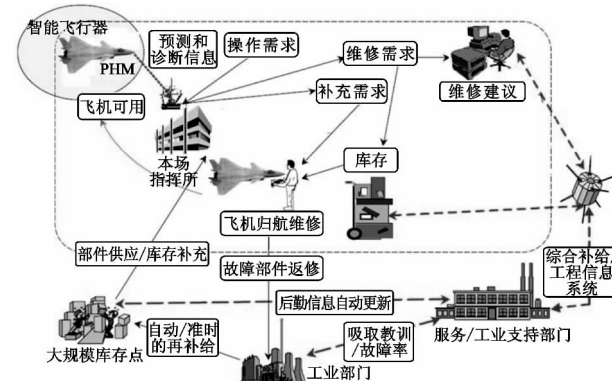 智能飞行器
PHM
预测和
诊断信息
操作需求
维修需求
维修建议
补充需求
飞机可用
本场
指挥所
库存
飞机归航维修
部件供应/库存补充
故障部件返修
综合补给/
工程信息
系统
后勤信息自动更新
大规模库存点
自动/准时
的再补给
吸取教训
/故障率
服务/工业支持部门
工业部门